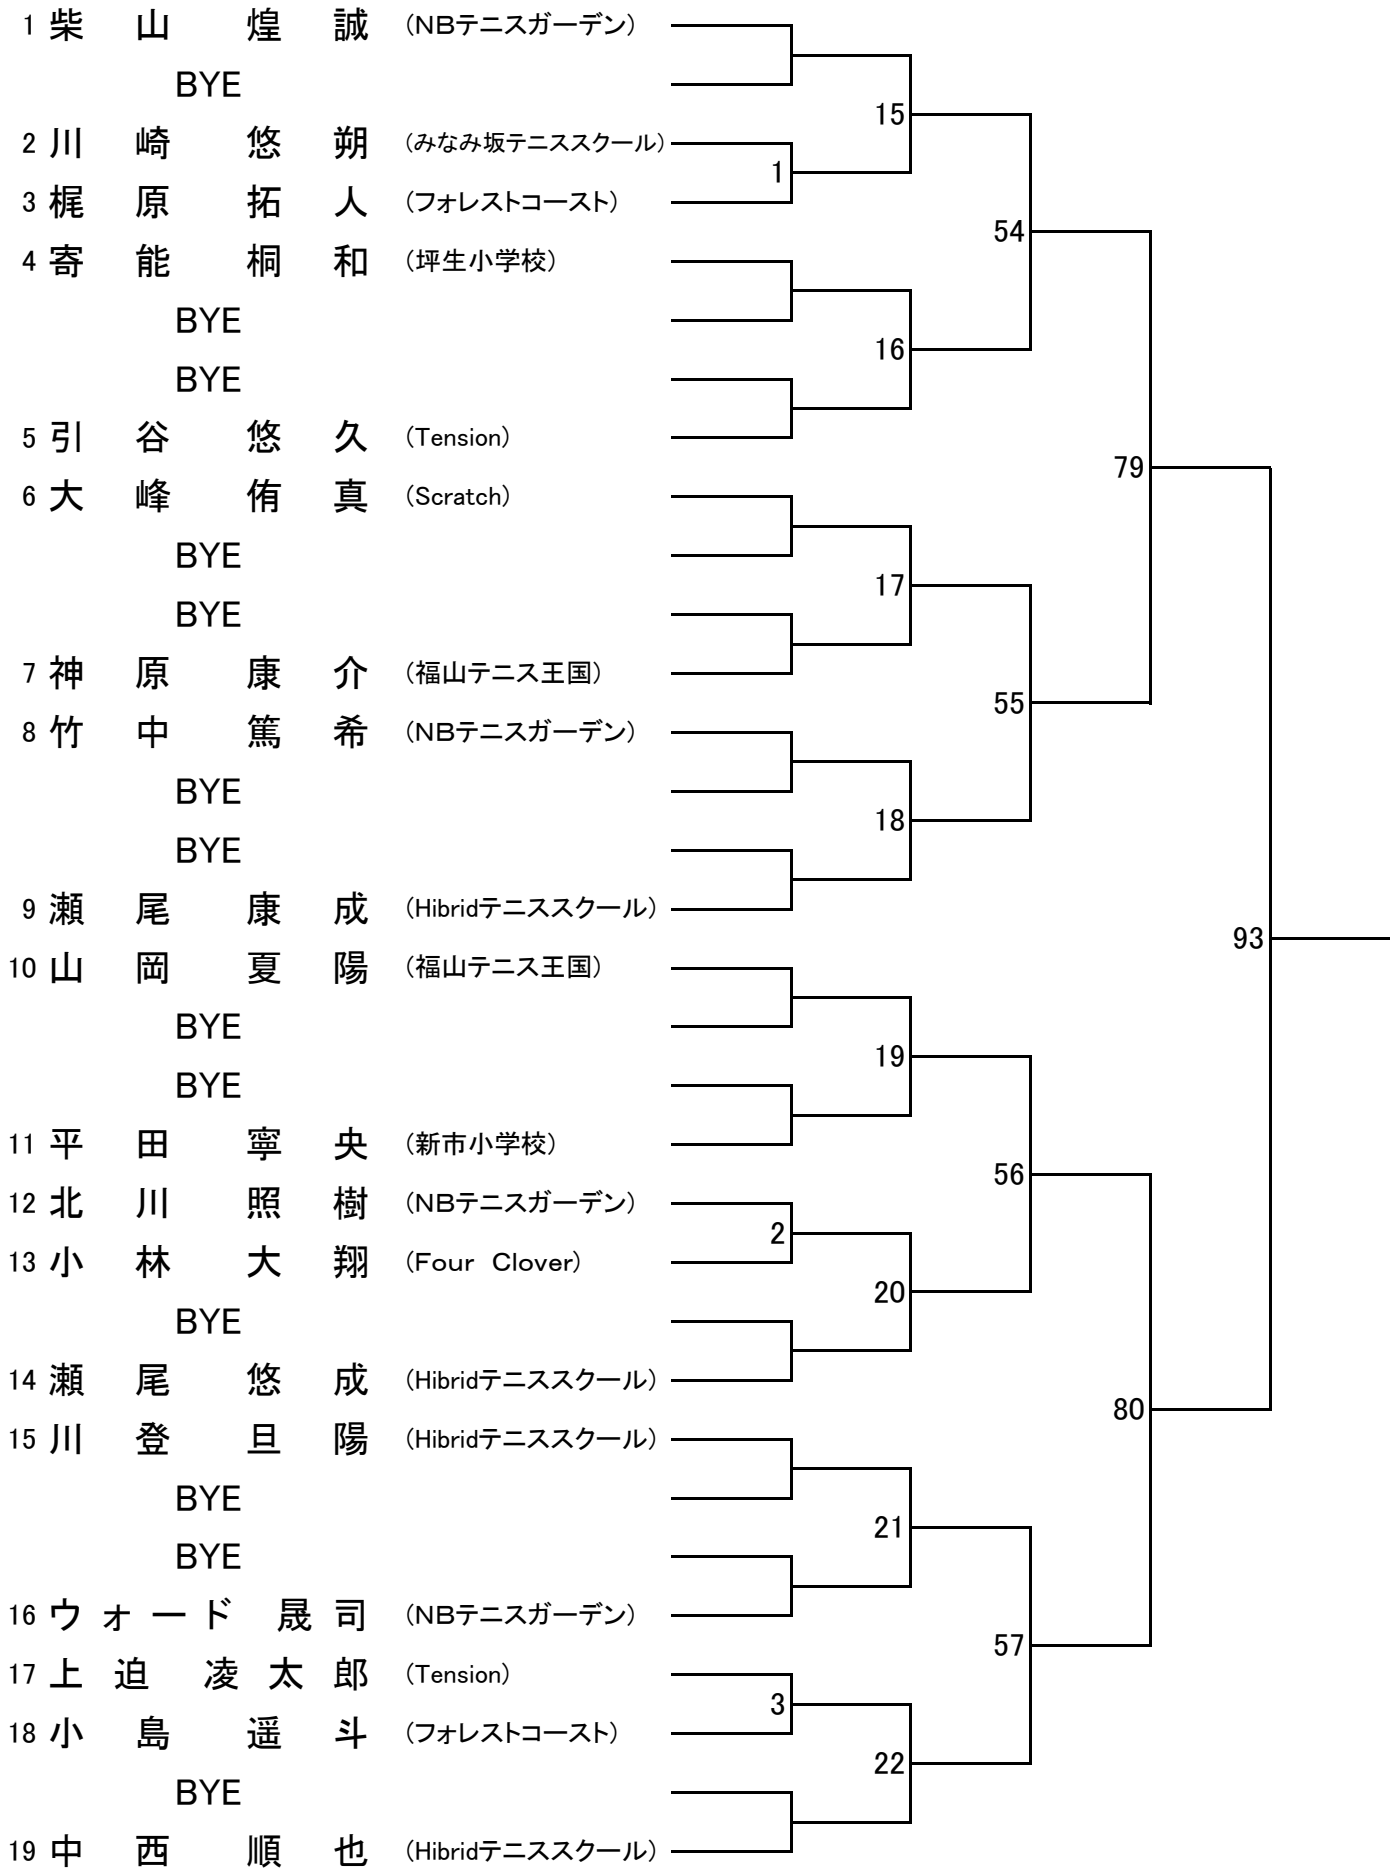 1 柴 山 煌 誠 (NBテニスガーデン)
BYE
15
2 川 崎 悠 朔 (みなみ坂テニススクール)
1
3 梶 原 拓 人 (フォレストコースト)
54
4 寄 能 桐 和 (坪生小学校)
BYE
16
BYE
5 引 谷 悠 久 (Tension)
79
6 大 峰 侑 真 (Scratch)
BYE
17
BYE
7 神 原 康 介 (福山テニス王国)
55
8 竹 中 篤 希 (NBテニスガーデン)
BYE
18
BYE
9 瀬 尾 康 成 (Hibridテニススクール)
93
10 山 岡 夏 陽 (福山テニス王国)
BYE
19
BYE
11 平 田 寧 央 (新市小学校)
56
12 北 川 照 樹 (NBテニスガーデン)
2
13 小 林 大 翔 (Four Clover)
20
BYE
14 瀬 尾 悠 成 (Hibridテニススクール)
80
15 川 登 旦 陽 (Hibridテニススクール)
BYE
21
BYE
16 ウォード 晟 司 (NBテニスガーデン)
57
17 上 迫 凌 太 郎 (Tension)
3
18 小 島 遥 斗 (フォレストコースト)
22
BYE
19 中 西 順 也 (Hibridテニススクール)